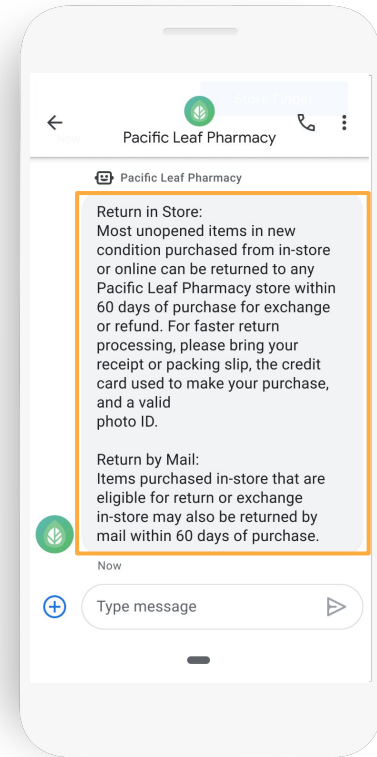 Pacific Leaf Pharmacy
Pacific Leaf Pharmacy
Return in Store:
Most unopened items in new
condition purchased from in-store
or online can be returned to any
Pacific Leaf Pharmacy store within
60 days of purchase for exchange
or refund. For faster return
processing, please bring your
receipt or packing slip, the credit
card used to make your purchase,
and a valid
photo ID.
Return by Mail:
Items purchased in-store that are
eligible for return or exchange
in-store may also be returned by
mail within 60 days of purchase.
Now
Type message